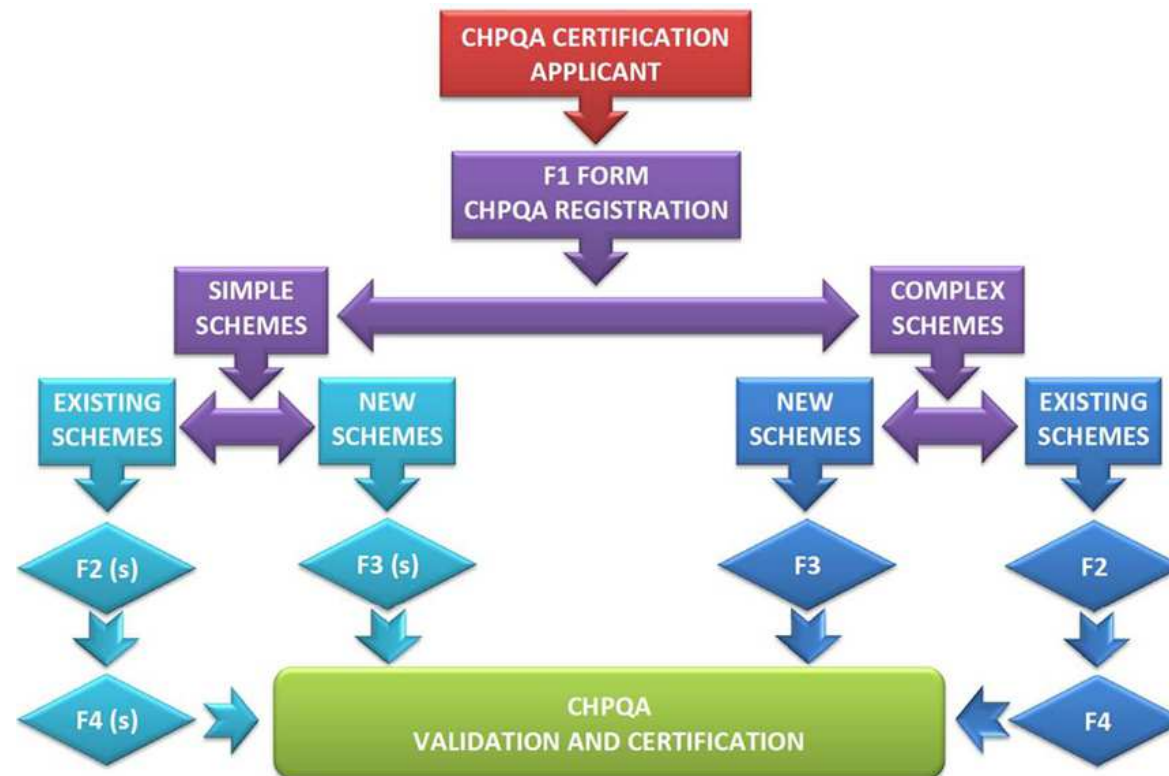 CHPQA CERTIFICATION
APPLICANT
F1 FORM
CHPQA REGISTRATION
SIMPLE
SCHEMES
COMPLEX
SCHEMES
EXISTING
SCHEMES
NEW
SCHEMES
NEW
SCHEMES
EXISTING
SCHEMES
F2 (s)
F3 (s)
F3
F2
F4 (s)
CHPQA
VALIDATION AND CERTIFICATION
F4